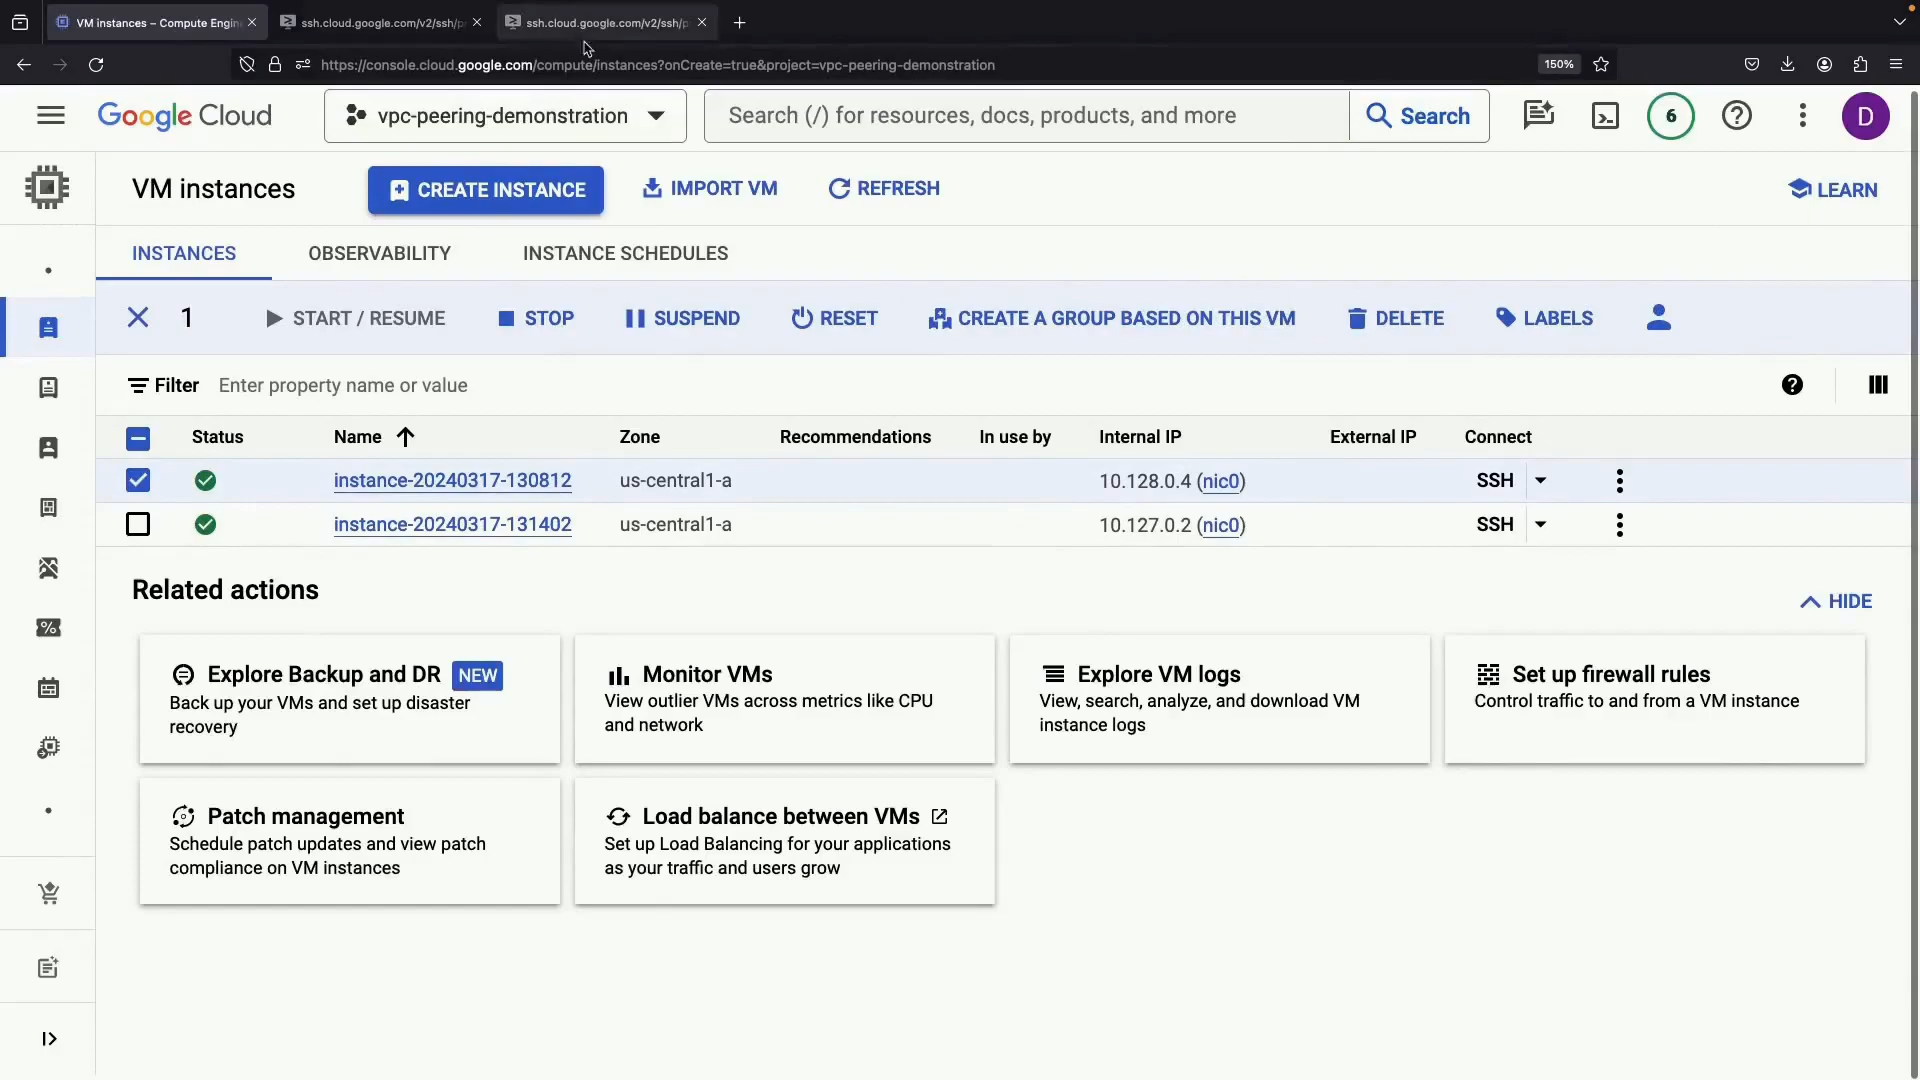 VM instances – Compute Engin
ssh.cloud.google.com/v2/ssh/pr
ssh.cloud.google.com/v2/ssh/p
https://console.cloud.google.com/compute/instances?onCreate=true&project=vpc-peering-demonstration
150%
Google Cloud
vpc-peering-demonstration
Search (/) for resources, docs, products, and more
Search
6
D
VM instances
CREATE INSTANCE
IMPORT VM
REFRESH
LEARN
INSTANCES
OBSERVABILITY
INSTANCE SCHEDULES
1
START / RESUME
STOP
SUSPEND
RESET
CREATE A GROUP BASED ON THIS VM
DELETE
LABELS
Filter Enter property name or value
Status Name Zone Recommendations In use by Internal IP External IP Connect
instance-20240317-130812 us-central1-a 10.128.0.4 (nic0) SSH
instance-20240317-131402 us-central1-a 10.127.0.2 (nic0) SSH
Related actions
HIDE
Explore Backup and DR NEW
Back up your VMs and set up disaster
recovery
Monitor VMs
View outlier VMs across metrics like CPU
and network
Explore VM logs
View, search, analyze, and download VM
instance logs
Set up firewall rules
Control traffic to and from a VM instance
Patch management
Schedule patch updates and view patch
compliance on VM instances
Load balance between VMs
Set up Load Balancing for your applications
as your traffic and users grow